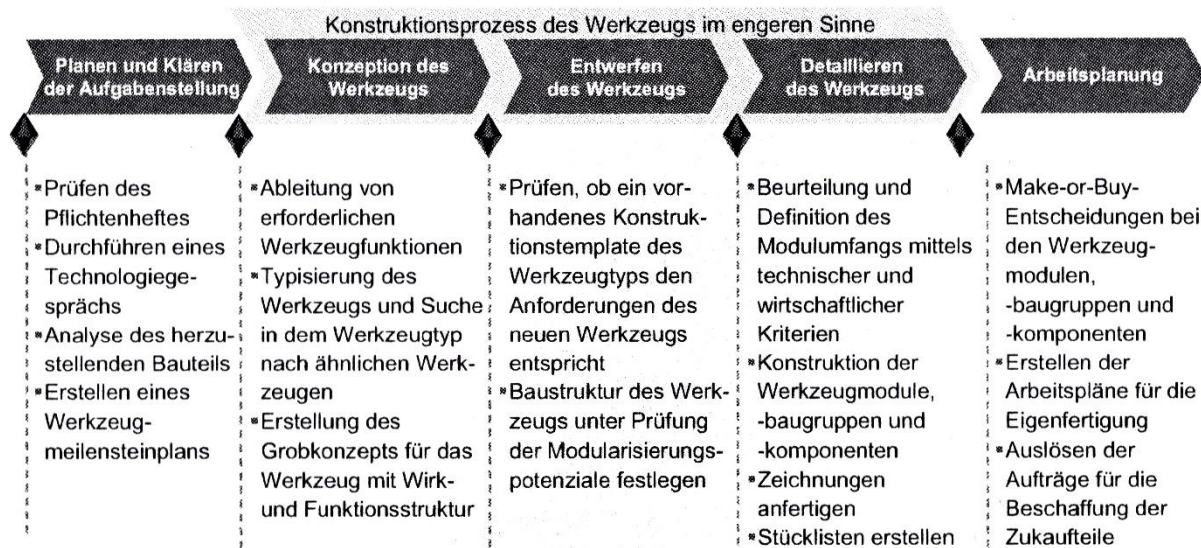 Konstruktionsprozess des Werkzeugs im engeren Sinne
Planen und Klären
der Aufgabenstellung
Konzeption des
Werkzeugs
Entwerfen
des Werkzeugs
Detaillieren
des Werkzeugs
Arbeitsplanung
Prüfen des
Pflichtenheftes
Durchführen eines
Technologiege-
sprächs
Analyse des herzu-
stellenden Bauteils
Erstellen eines
Werkzeug-
meilensteinplans
Ableitung von
erforderlichen
Werkzeugfunktionen
Typisierung des
Werkzeugs und Suche
in dem Werkzeugtyp
nach ähnlichen Werk-
zeugen
Erstellung des
Grobkonzepts für das
Werkzeug mit Wirk-
und Funktionsstruktur
Prüfen, ob ein vor-
handenes Konstruk-
tionstemplate des
Werkzeugtyps den
Anforderungen des
neuen Werkzeugs
entspricht
Baustruktur des Werk-
zeugs unter Prüfung
der Modularisierungs-
potenziale festlegen
Beurteilung und
Definition des
Modulumfangs mittels
technischer und
wirtschaftlicher
Kriterien
Konstruktion der
Werkzeugmodule,
-baugruppen und
-komponenten
Zeichnungen
anfertigen
Stücklisten erstellen
Make-or-Buy-
Entscheidungen bei
den Werkzeug-
modulen,
-baugruppen und
-komponenten
Erstellen der
Arbeitspläne für die
Eigenfertigung
Auslösen der
Aufträge für die
Beschaffung der
Zukaufteile